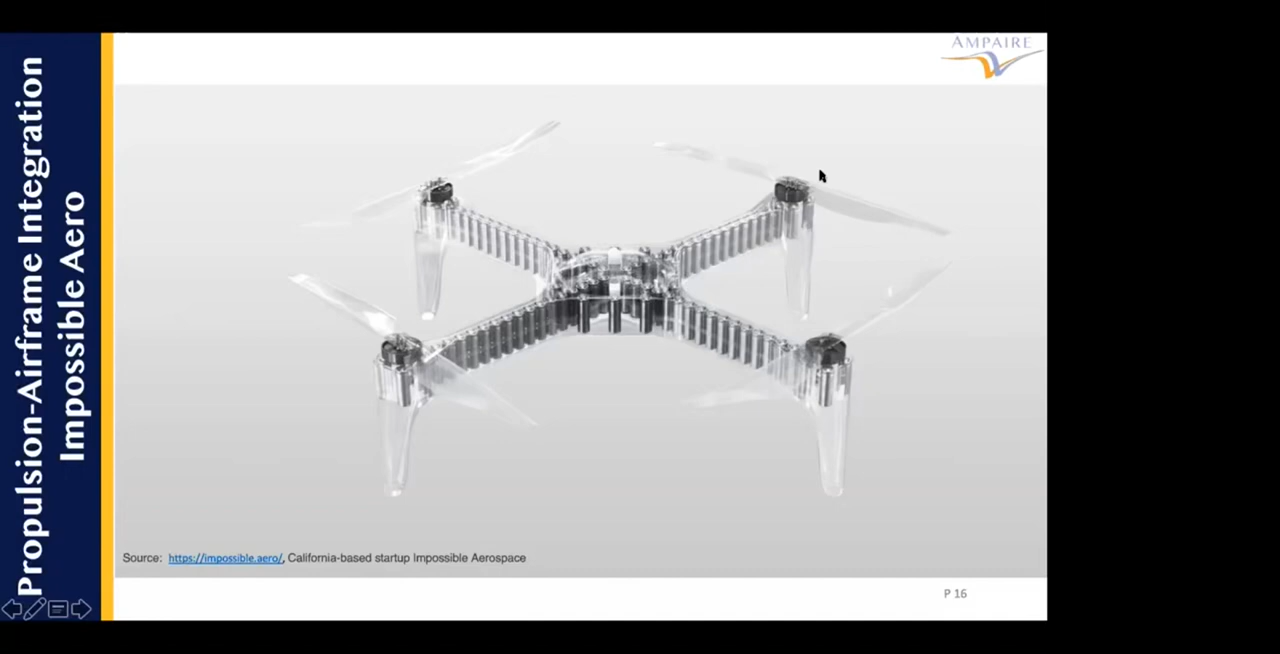 Propulsion-Airframe Integration
Impossible Aero
AMPAIRE
Source: https://impossible.aero/, California-based startup Impossible Aerospace
P 16